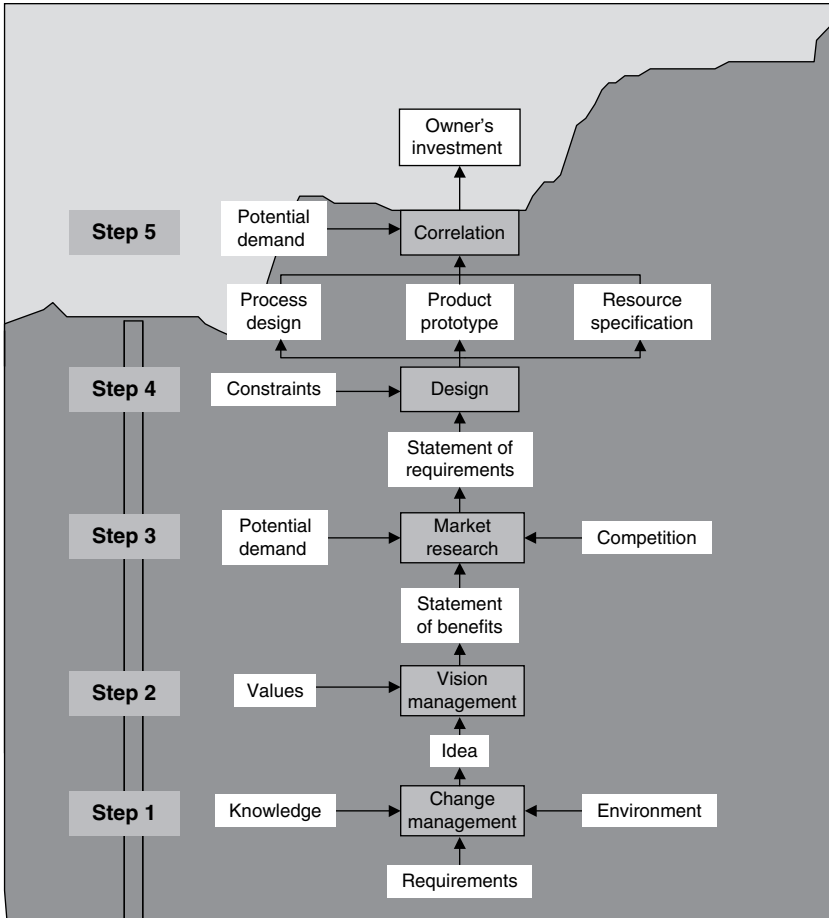 Owner's
investment
Step 5
Potential
demand
Correlation
Process
design
Product
prototype
Resource
specification
Step 4
Constraints
Design
Statement of
requirements
Step 3
Potential
demand
Market
research
Competition
Statement
of benefits
Step 2
Values
Vision
management
Idea
Step 1
Knowledge
Change
management
Environment
Requirements